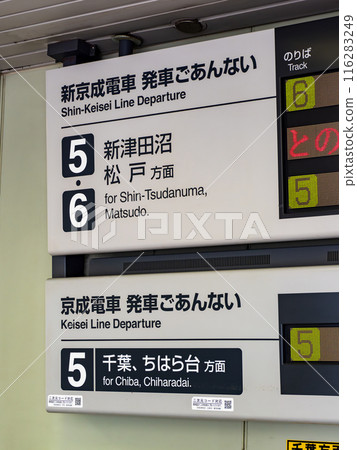 新京成電車 発車ごあんない
Shin-Keisei Line Departure
のりば
Track
5・6
新津田沼
松戸 方面
for Shin-Tsudanuma,
Matsudo.
6
との
5
PIXTA
京成電車 発車ごあんない
Keisei Line Departure
5
千葉、ちはら台 方面
for Chiba, Chiharadai.
5
pixta.jp - 116283249